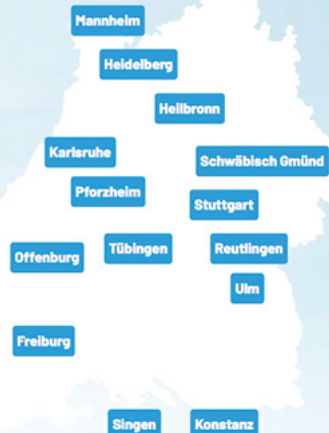 Mannheim
Heidelberg
Heilbronn
Karlsruhe
Schwäbisch Gmünd
Pforzheim
Stuttgart
Offenburg
Tübingen
Reutlingen
Ulm
Freiburg
Singen
Konstanz